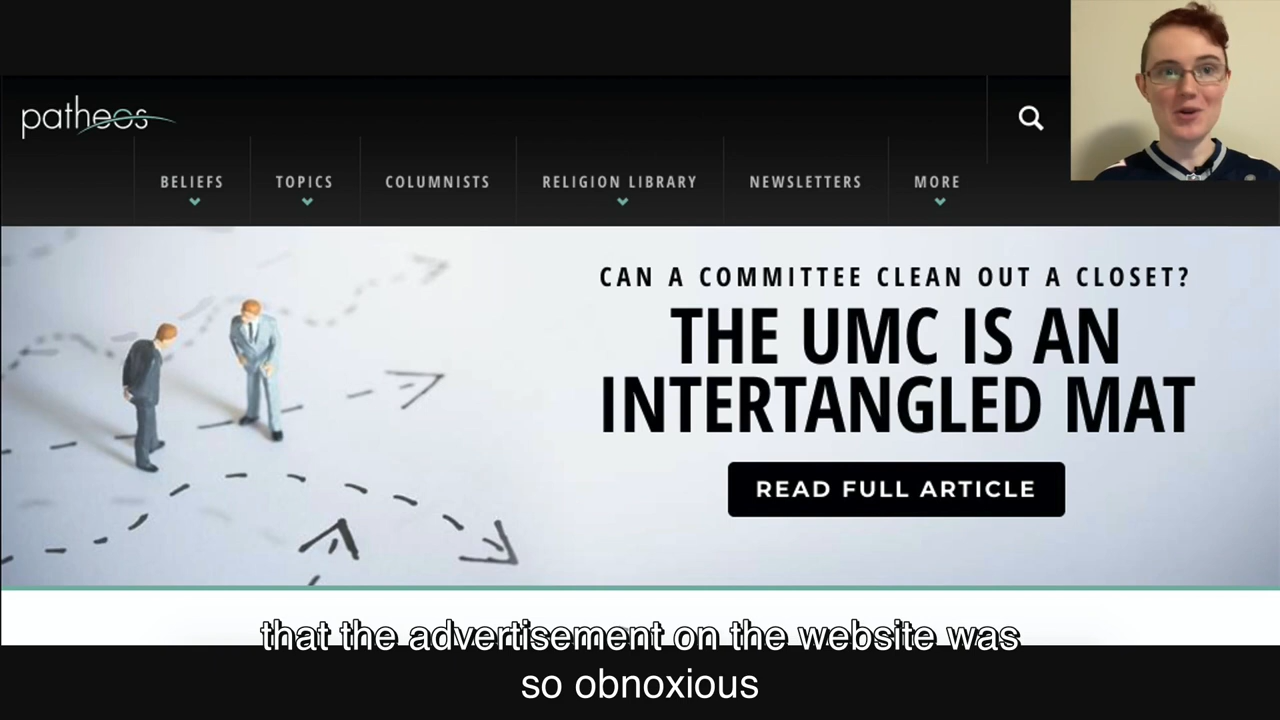 patheos
BELIEFS
TOPICS
COLUMNISTS
RELIGION LIBRARY
NEWSLETTERS
MORE
CAN A COMMITTEE CLEAN OUT A CLOSET?
THE UMC IS AN
INTERTANGLED MAT
READ FULL ARTICLE
that the advertisement on the website was
so obnoxious